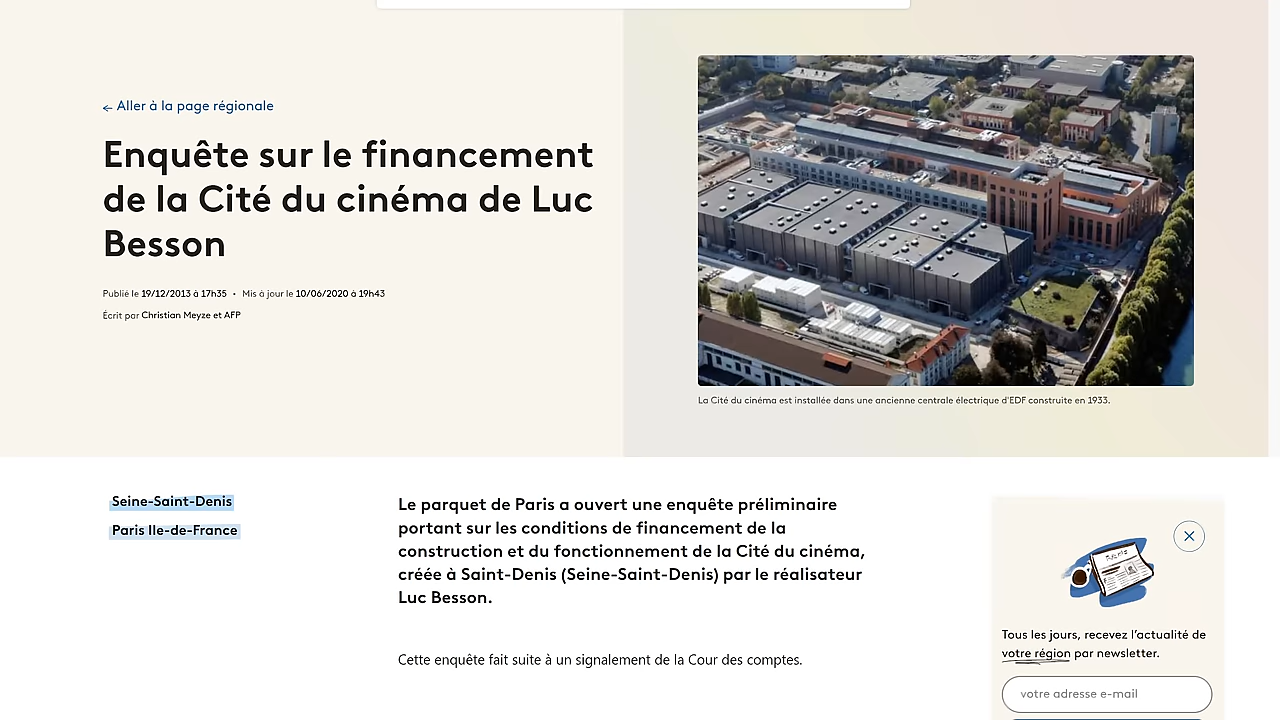 ← Aller à la page régionale
Enquête sur le financement
de la Cité du cinéma de Luc
Besson
Publié le 19/12/2013 à 17h35 • Mis à jour le 10/06/2020 à 19h43
Écrit par Christian Meyze et AFP
La Cité du cinéma est installée dans une ancienne centrale électrique d'EDF construite en 1933.
Seine-Saint-Denis
Paris Ile-de-France
Le parquet de Paris a ouvert une enquête préliminaire
portant sur les conditions de financement de la
construction et du fonctionnement de la Cité du cinéma,
créée à Saint-Denis (Seine-Saint-Denis) par le réalisateur
Luc Besson.
Cette enquête fait suite à un signalement de la Cour des comptes.
Tous les jours, recevez l'actualité de
votre région par newsletter.
votre adresse e-mail